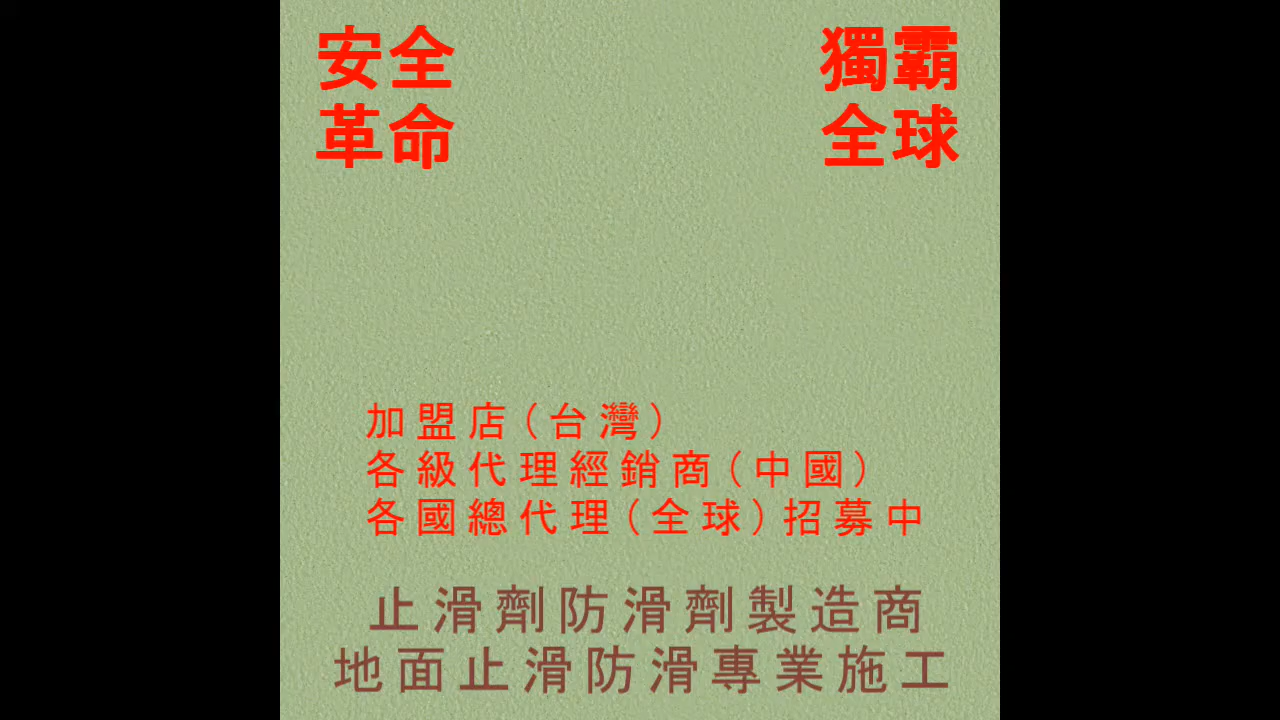 安全
革命
獨霸
全球
加盟店(台灣)
各級代理經銷商(中國)
各國總代理(全球)招募中
止滑劑防滑劑製造商
地面止滑防滑專業施工